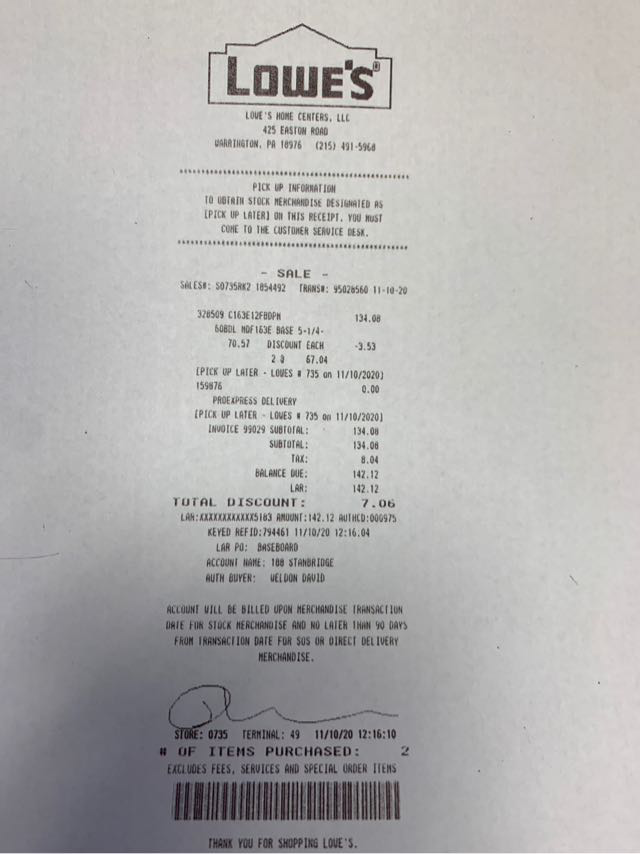 LOWE'S®
LOWE'S HOME CENTERS, LLC
425 EASTON ROAD
WARRINGTON, PA 18976 (215) 491-5968
PICK UP INFORMATION
TO OBTAIN STOCK MERCHANDISE DESIGNATED AS
[PICK UP LATER] ON THIS RECEIPT, YOU MUST
COME TO THE CUSTOMER SERVICE DESK.
- SALE -
SALES#: S0735RK2 1854492 TRANS#: 95028560 11-10-20
328509 C163E12FBDPM 134.08
608DL MDF163E BASE 5-1/4-
70.57 DISCOUNT EACH -3.53
2 @ 67.04
[PICK UP LATER - LOWES # 735 on 11/10/2020]
159876 0.00
PROEXPRESS DELIVERY
[PICK UP LATER - LOWES # 735 on 11/10/2020]
INVOICE 99029 SUBTOTAL: 134.08
SUBTOTAL: 134.08
TAX: 8.04
BALANCE DUE: 142.12
LAR: 142.12
TOTAL DISCOUNT: 7.06
LAR:XXXXXXXXXXXX5183 AMOUNT:142.12 AUTHCD:000975
KEYED REFID:794461 11/10/20 12:16:04
LAR PO: BASEBOARD
ACCOUNT NAME: 188 STANBRIDGE
AUTH BUYER: WELDON DAVID
ACCOUNT WILL BE BILLED UPON MERCHANDISE TRANSACTION
DATE FOR STOCK MERCHANDISE AND NO LATER THAN 90 DAYS
FROM TRANSACTION DATE FOR SOS OR DIRECT DELIVERY
MERCHANDISE.
STORE: 0735 TERMINAL: 49 11/10/20 12:16:10
# OF ITEMS PURCHASED: 2
EXCLUDES FEES, SERVICES AND SPECIAL ORDER ITEMS
THANK YOU FOR SHOPPING LOWE'S.